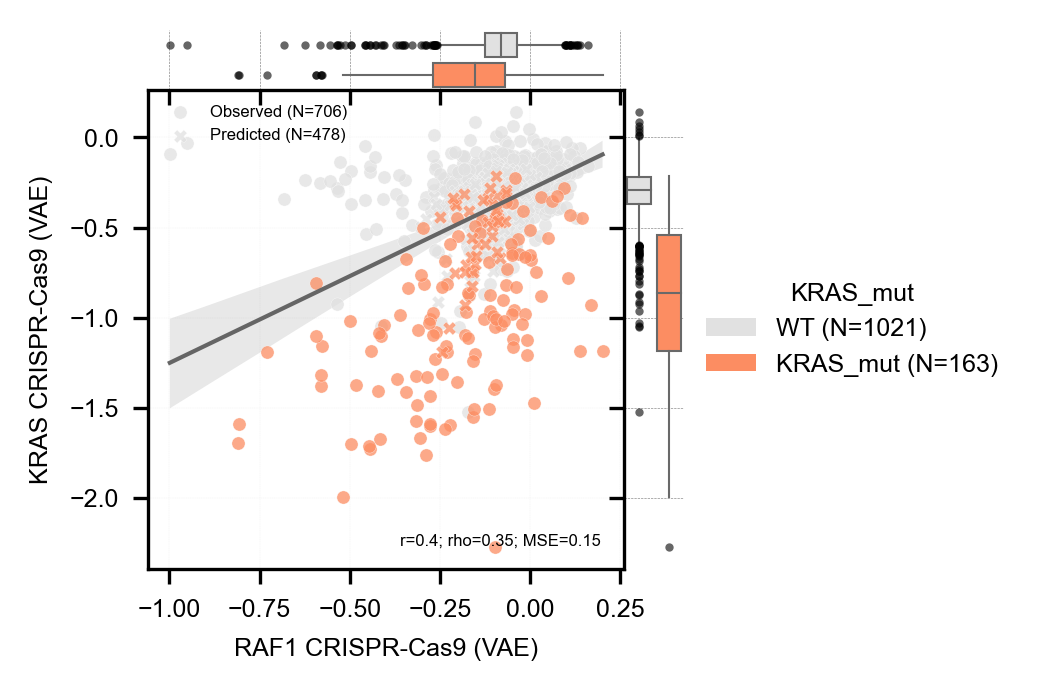 Observed (N=706)
Predicted (N=478)
0.0
−0.5
−1.0
−1.5
−2.0
KRAS CRISPR-Cas9 (VAE)
r=0.4; rho=0.35; MSE=0.15
−1.00 −0.75 −0.50 −0.25 0.00 0.25
RAF1 CRISPR-Cas9 (VAE)
KRAS_mut
WT (N=1021)
KRAS_mut (N=163)